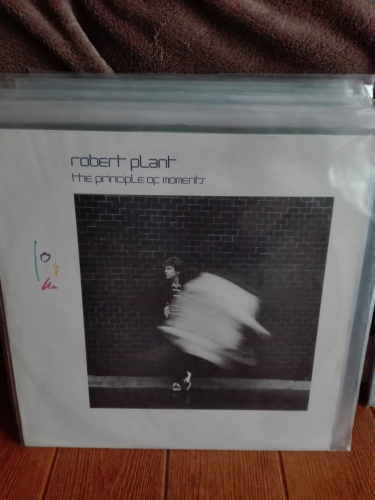 robert plant
the principle of moments